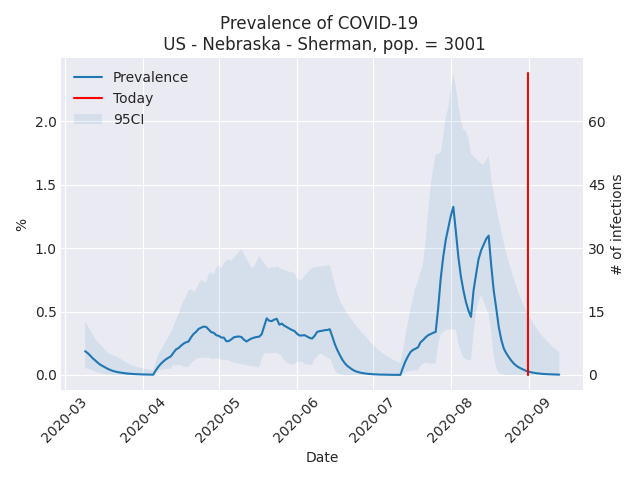 Prevalence of COVID-19
US - Nebraska - Sherman, pop. = 3001
Prevalence
Today
95CI
%
2.0
1.5
1.0
0.5
0.0
# of infections
60
45
30
15
0
2020-03
2020-04
2020-05
2020-06
2020-07
2020-08
2020-09
Date